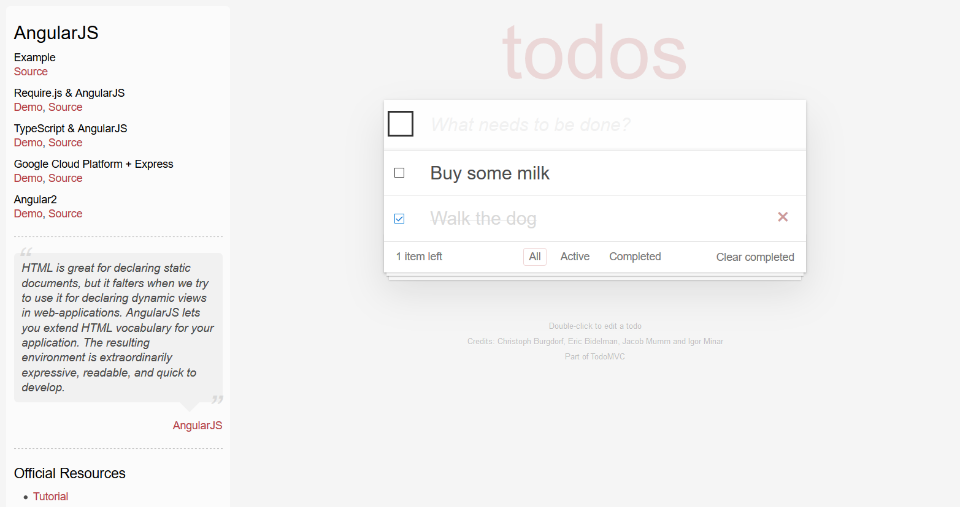 AngularJS
Example
Source
Require.js & AngularJS
Demo, Source
TypeScript & AngularJS
Demo, Source
Google Cloud Platform + Express
Demo, Source
Angular2
Demo, Source
“
HTML is great for declaring static
documents, but it falters when we try
to use it for declaring dynamic views
in web-applications. AngularJS lets
you extend HTML vocabulary for your
application. The resulting
environment is extraordinarily
expressive, readable, and quick to
develop.
”
AngularJS
Official Resources
• Tutorial
todos
What needs to be done?
Buy some milk
Walk the dog ×
1 item left All Active Completed Clear completed
Double-click to edit a todo
Credits: Christoph Burgdorf, Eric Bidelman, Jacob Mumm and Igor Minar
Part of TodoMVC